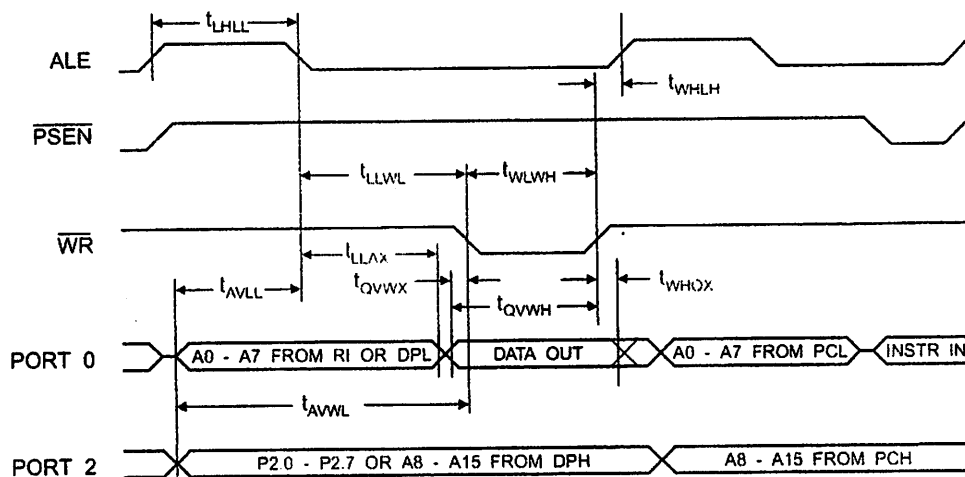 tLHLL
ALE
tWHLH
PSEN
tLLWL
tWLWH
WR
tLLAX
tQVWX
tWHQX
tAVLL
tQVWH
PORT 0
A0 - A7 FROM RI OR DPL
DATA OUT
A0 - A7 FROM PCL
INSTR IN
tAVWL
PORT 2
P2.0 - P2.7 OR A8 - A15 FROM DPH
A8 - A15 FROM PCH